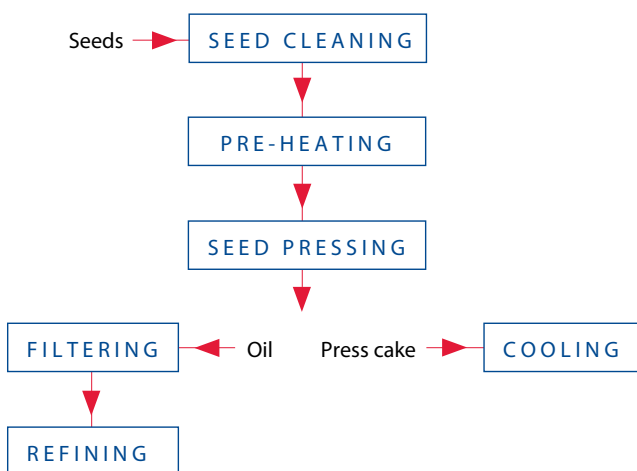 Seeds
SEED CLEANING
PRE-HEATING
SEED PRESSING
FILTERING
Oil
Press cake
COOLING
REFINING